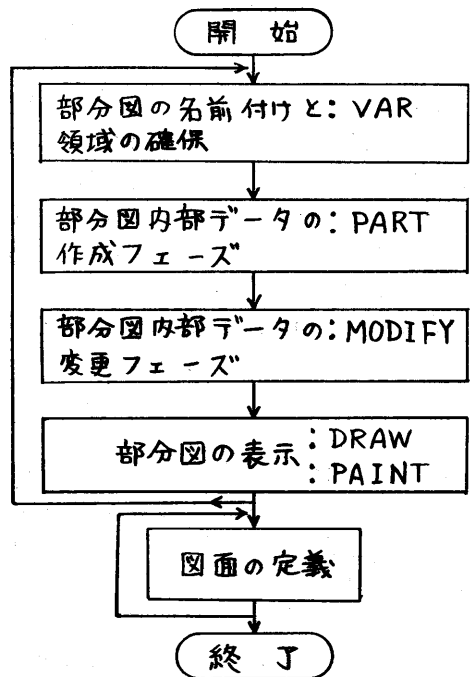 開 始
部分図の名前付けと: VAR
領域の確保
部分図内部データの: PART
作成フェーズ
部分図内部データの: MODIFY
変更フェーズ
部分図の表示 : DRAW
: PAINT
図面の定義
終 了